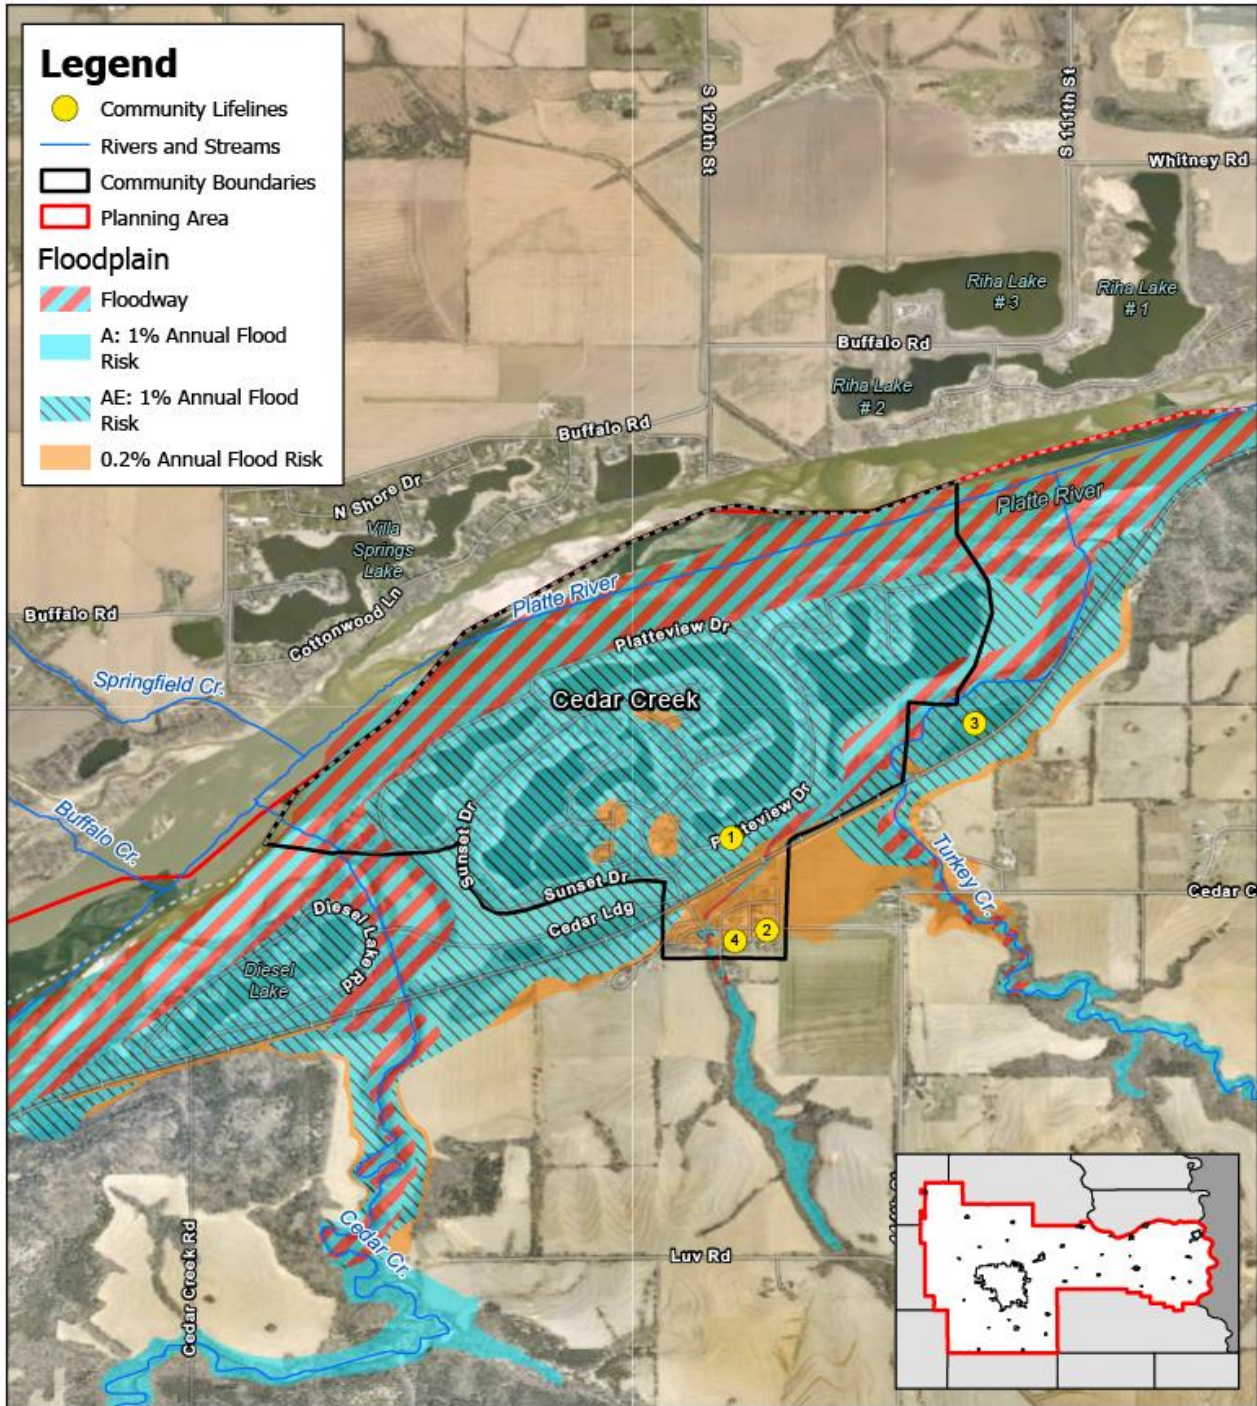 Legend
Community Lifelines
Rivers and Streams
Community Boundaries
Planning Area
Floodplain
Floodway
A: 1% Annual Flood
Risk
AE: 1% Annual Flood
Risk
0.2% Annual Flood Risk
S 120th St
S 111th St
Whitney Rd
Riha Lake
# 3
Riha Lake
# 1
Buffalo Rd
Riha Lake
# 2
Buffalo Rd
N Shore Dr
Villa
Springs
Lake
Platte River
Platte River
Buffalo Rd
Cottonwood Ln
Platteview Dr
Springfield Cr.
Cedar Creek
3
Buffalo Cr.
Sunset Dr
Platteview Dr
1
Turkey Cr.
Sunset Dr
Cedar C
Diesel Lake Rd
Cedar Ldg
2
4
Diesel
Lake
Cedar Cr.
Luv Rd
Cedar Creek Rd